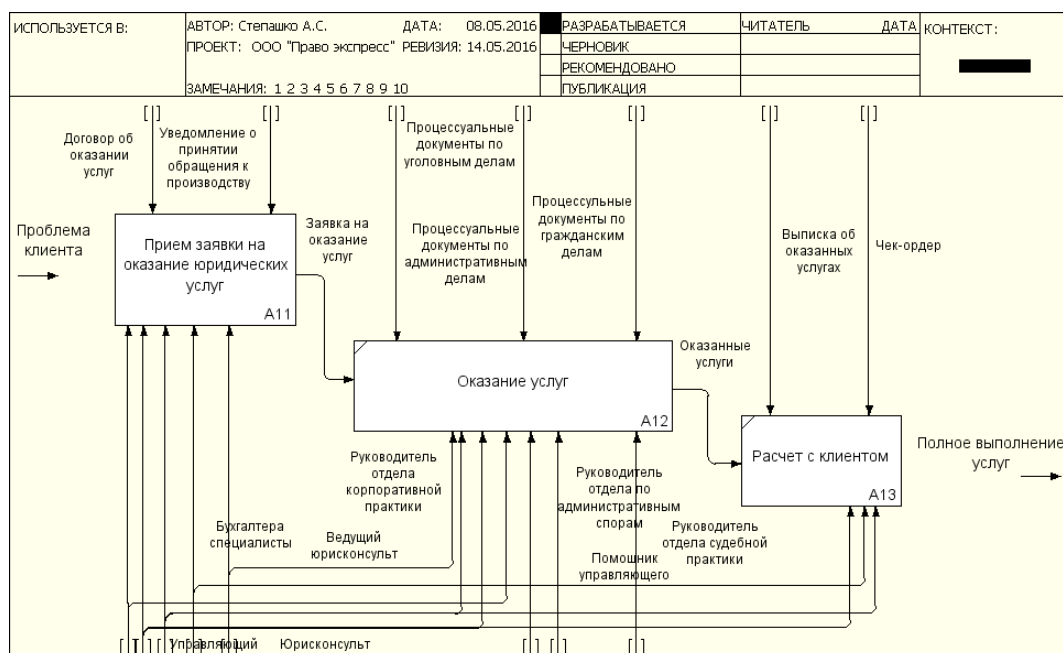 ИСПОЛЬЗУЕТСЯ В:
АВТОР: Степашко А.С.
ДАТА: 08.05.2016
ПРОЕКТ: ООО "Право экспресс"
РЕВИЗИЯ: 14.05.2016
ЗАМЕЧАНИЯ: 1 2 3 4 5 6 7 8 9 10
РАЗРАБАТЫВАЕТСЯ
ЧЕРНОВИК
РЕКОМЕНДОВАНО
ПУБЛИКАЦИЯ
ЧИТАТЕЛЬ
ДАТА
КОНТЕКСТ:
Договор об
оказании
услуг
Уведомление о
принятии
обращения к
производству
Процессуальные
документы по
уголовным делам
Процессуальные
документы по
административным
делам
Процессульные
документы по
гражданским
делам
Выписка об
оказанных
услугах
Чек-ордер
Проблема
клиента
Прием заявки на
оказание юридических
услуг
A11
Заявка на
оказание
услуг
Оказание услуг
A12
Оказанные
услуги
Расчет с клиентом
A13
Полное выполнение
услуг
Руководитель
отдела
корпоративной
практики
Руководитель
отдела по
административным
спорам
Руководитель
отдела судебной
практики
Бухгалтера
специалисты
Ведущий
юрисконсульт
Помошник
управляющего
Управляющий
Юрисконсульт